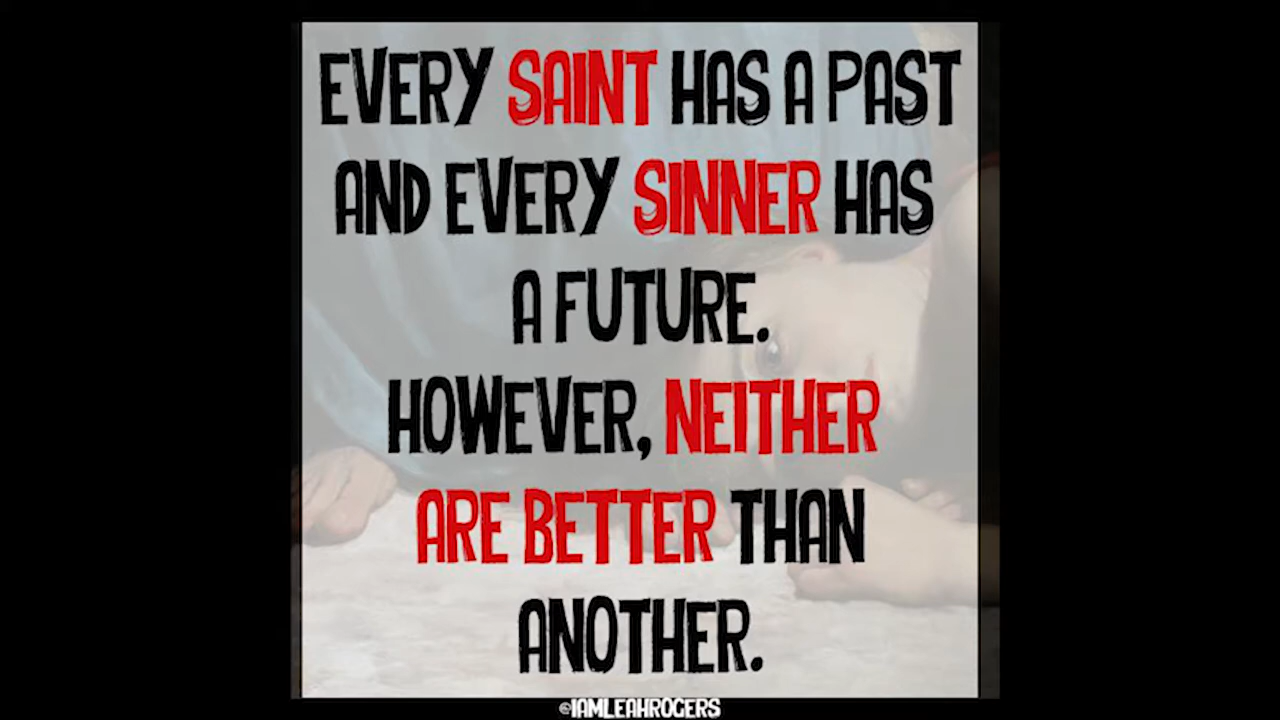 EVERY SAINT HAS A PAST
AND EVERY SINNER HAS
A FUTURE.
HOWEVER, NEITHER
ARE BETTER THAN
ANOTHER.
@IAMLEAHROGERS